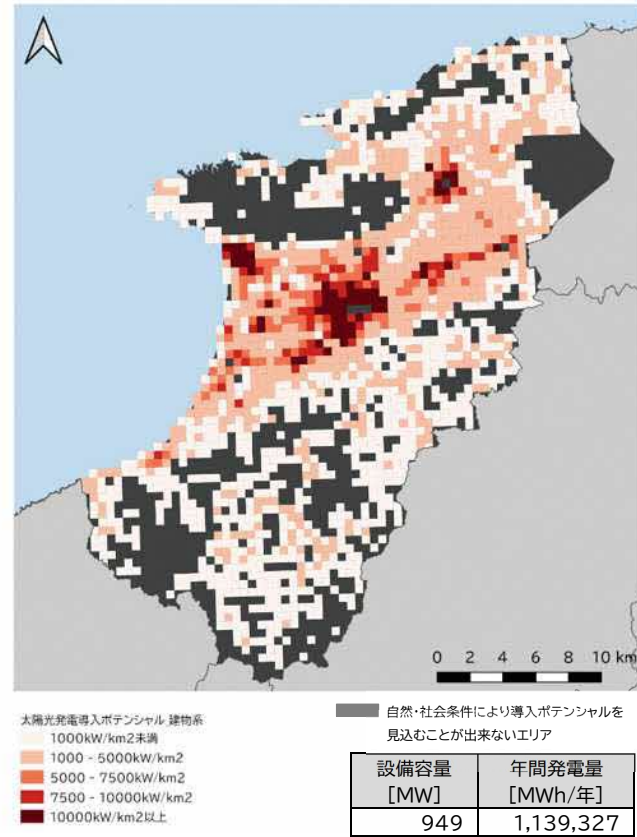 0 2 4 6 8 10 km
太陽光発電導入ポテンシャル 建物系
1000kW/km2未満
1000 - 5000kW/km2
5000 - 7500kW/km2
7500 - 10000kW/km2
10000kW/km2以上
自然・社会条件により導入ポテンシャルを
見込むことが出来ないエリア
設備容量 年間発電量
[MW] [MWh/年]
949 1,139,327